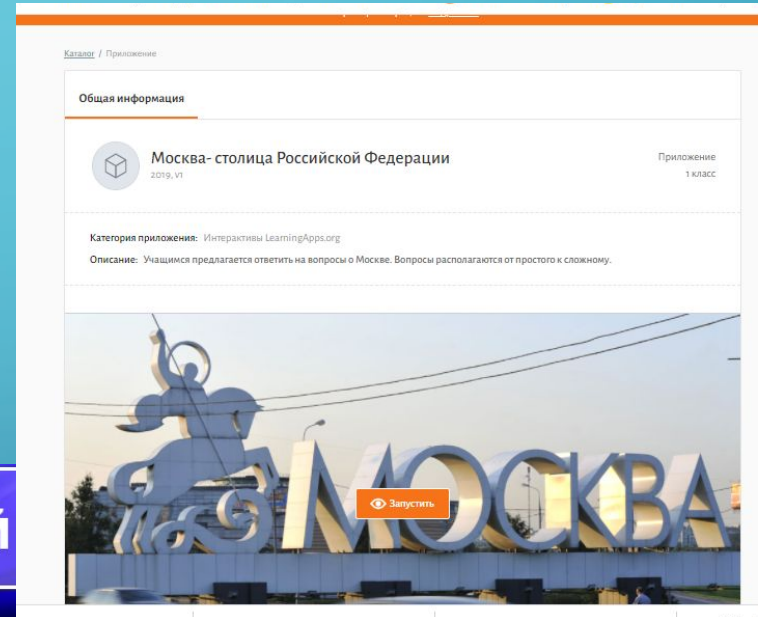 Каталог / Приложение
Общая информация
Москва- столица Российской Федерации
2019, V1
Приложение
1 класс
Категория приложения: Интерактивы LearningApps.org
Описание: Учащимся предлагается ответить на вопросы о Москве. Вопросы располагаются от простого к сложному.
МОСКВА
Запустить
й